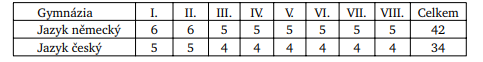 Gymnázia I. II. III. IV. V. VI. VII. VIII. Celkem
Jazyk německý 6 6 5 5 5 5 5 5 42
Jazyk český 5 5 4 4 4 4 4 4 34